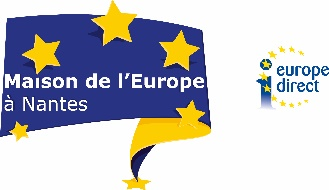 Maison de l'Europe
à Nantes
europe
direct